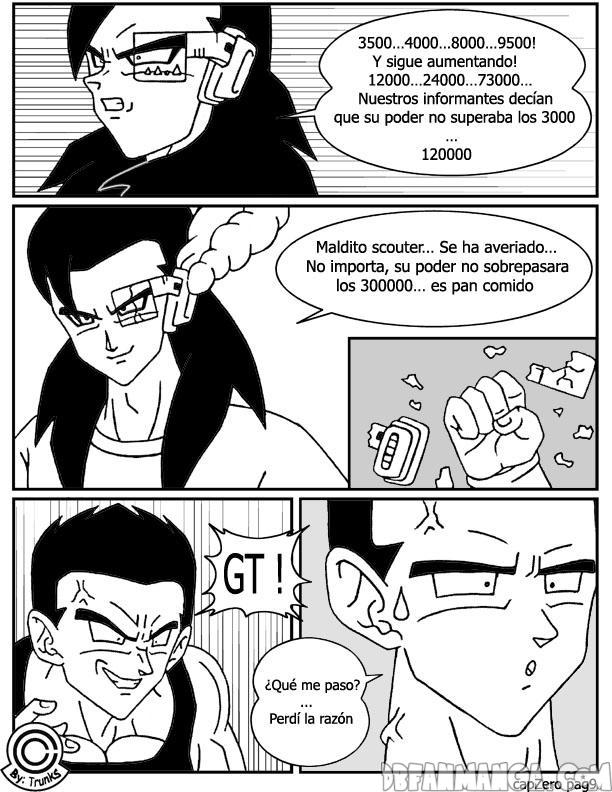 3500...4000...8000...9500!
Y sigue aumentando!
12000...24000...73000...
Nuestros informantes decían
que su poder no superaba los 3000
...
120000
Maldito scouter... Se ha averiado...
No importa, su poder no sobrepasara
los 300000... es pan comido
GT !
¿Qué me paso?
...
Perdí la razón
By: Trunks
DBFANMANGE.COM
capZero pag9